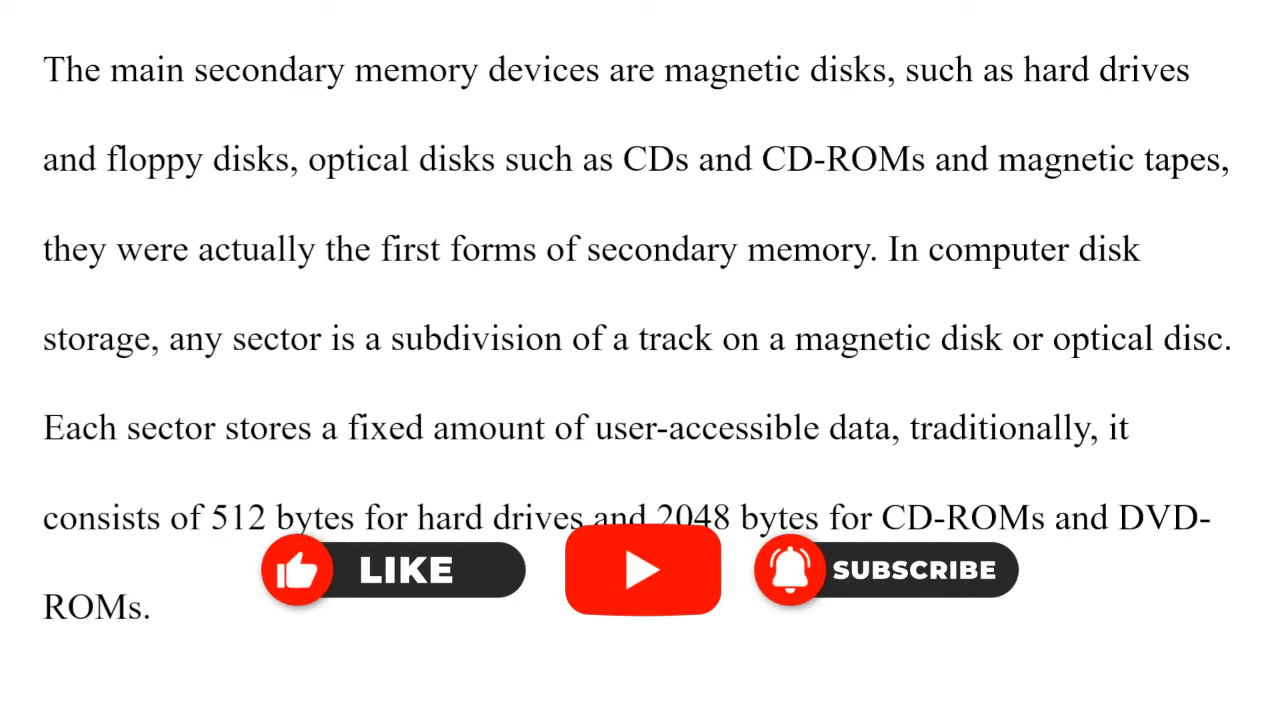 The main secondary memory devices are magnetic disks, such as hard drives
and floppy disks, optical disks such as CDs and CD-ROMs and magnetic tapes,
they were actually the first forms of secondary memory. In computer disk
storage, any sector is a subdivision of a track on a magnetic disk or optical disc.
Each sector stores a fixed amount of user-accessible data, traditionally, it
consists of 512 bytes for hard drives and 2048 bytes for CD-ROMs and DVD-
LIKE SUBSCRIBE
ROMs.